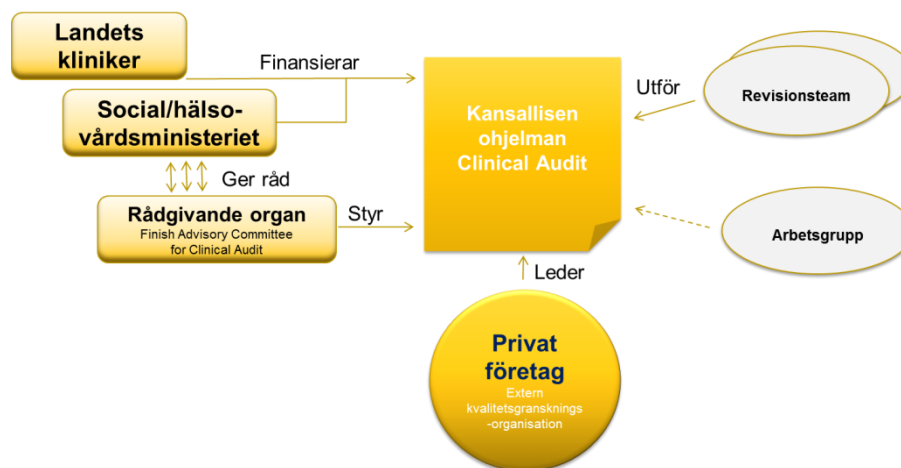 Landets
kliniker
Finansierar
Social/hälso-
vårdsministeriet
Ger råd
Rådgivande organ
Finish Advisory Committee
for Clinical Audit
Styr
Kansallisen
ohjelman
Clinical Audit
Utför
Revisionsteam
Arbetsgrupp
Leder
Privat
företag
Extern
kvalitetsgransknings
-organisation